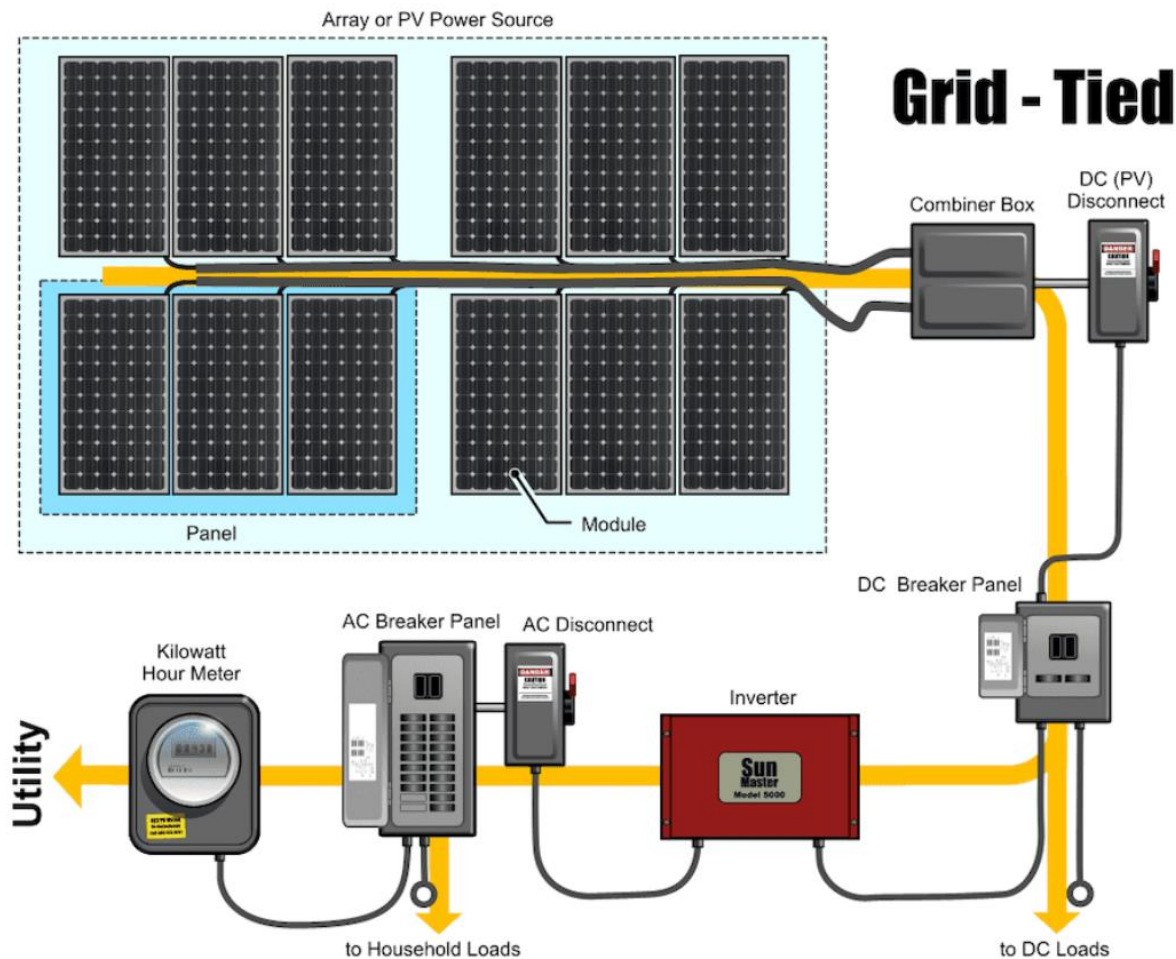 Array or PV Power Source
Grid - Tied
Combiner Box
DC (PV)
Disconnect
DANGER
CAUTION
Panel
Module
DC Breaker Panel
AC Breaker Panel
AC Disconnect
DANGER
CAUTION
Kilowatt
Hour Meter
Inverter
Sun
Master
Model 5000
Utility
to Household Loads
to DC Loads